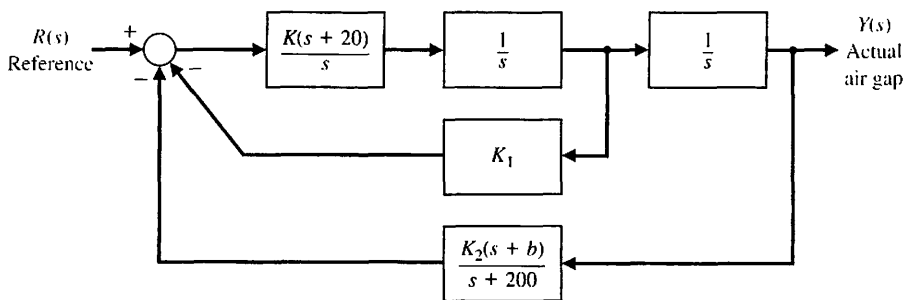 R(s)
Reference
+
−
−
K(s + 20)
s
1
s
1
s
Y(s)
Actual
air gap
K₁
K₂(s + b)
s + 200